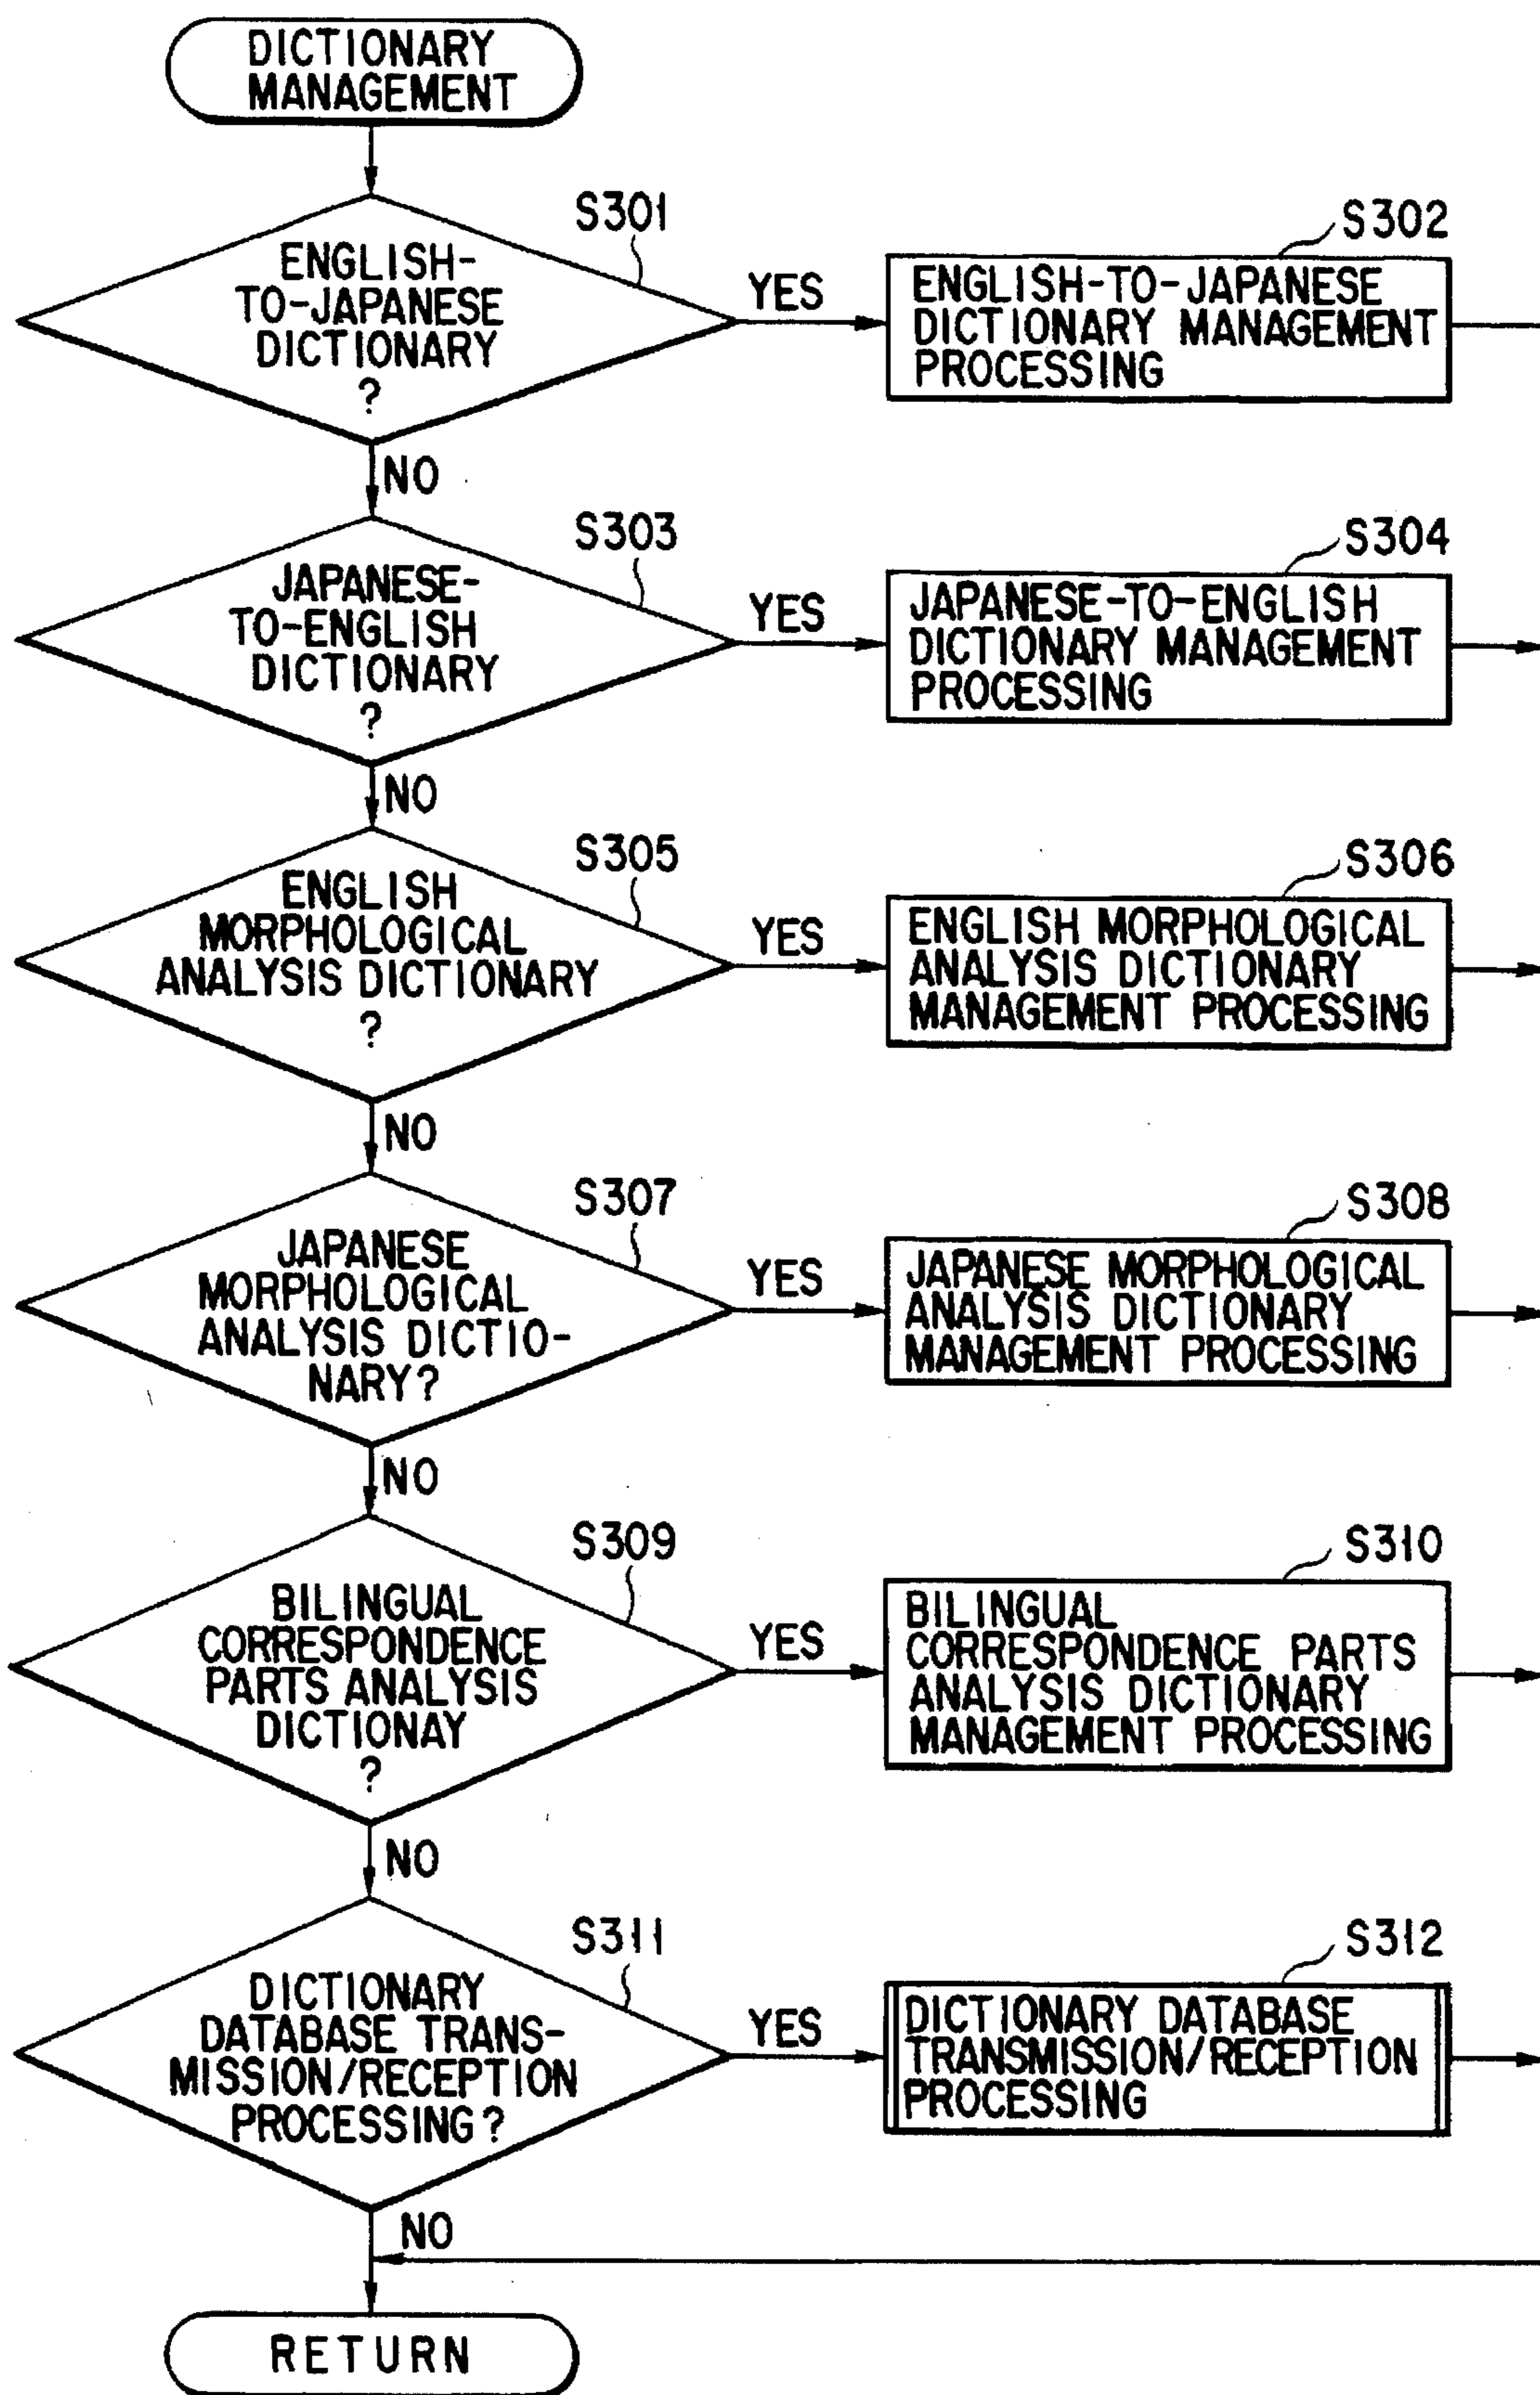 DICTIONARY
MANAGEMENT
S301
ENGLISH-
TO-JAPANESE
DICTIONARY
?
YES
S302
ENGLISH-TO-JAPANESE
DICTIONARY MANAGEMENT
PROCESSING
NO
S303
JAPANESE-
TO-ENGLISH
DICTIONARY
?
YES
S304
JAPANESE-TO-ENGLISH
DICTIONARY MANAGEMENT
PROCESSING
NO
S305
ENGLISH
MORPHOLOGICAL
ANALYSIS DICTIONARY
?
YES
S306
ENGLISH MORPHOLOGICAL
ANALYSIS DICTIONARY
MANAGEMENT PROCESSING
NO
S307
JAPANESE
MORPHOLOGICAL
ANALYSIS DICTIO-
NARY?
YES
S308
JAPANESE MORPHOLOGICAL
ANALYSIS DICTIONARY
MANAGEMENT PROCESSING
NO
S309
BILINGUAL
CORRESPONDENCE
PARTS ANALYSIS
DICTIONAY
?
YES
S310
BILINGUAL
CORRESPONDENCE PARTS
ANALYSIS DICTIONARY
MANAGEMENT PROCESSING
NO
S311
DICTIONARY
DATABASE TRANS-
MISSION/RECEPTION
PROCESSING?
YES
S312
DICTIONARY DATABASE
TRANSMISSION/RECEPTION
PROCESSING
NO
RETURN